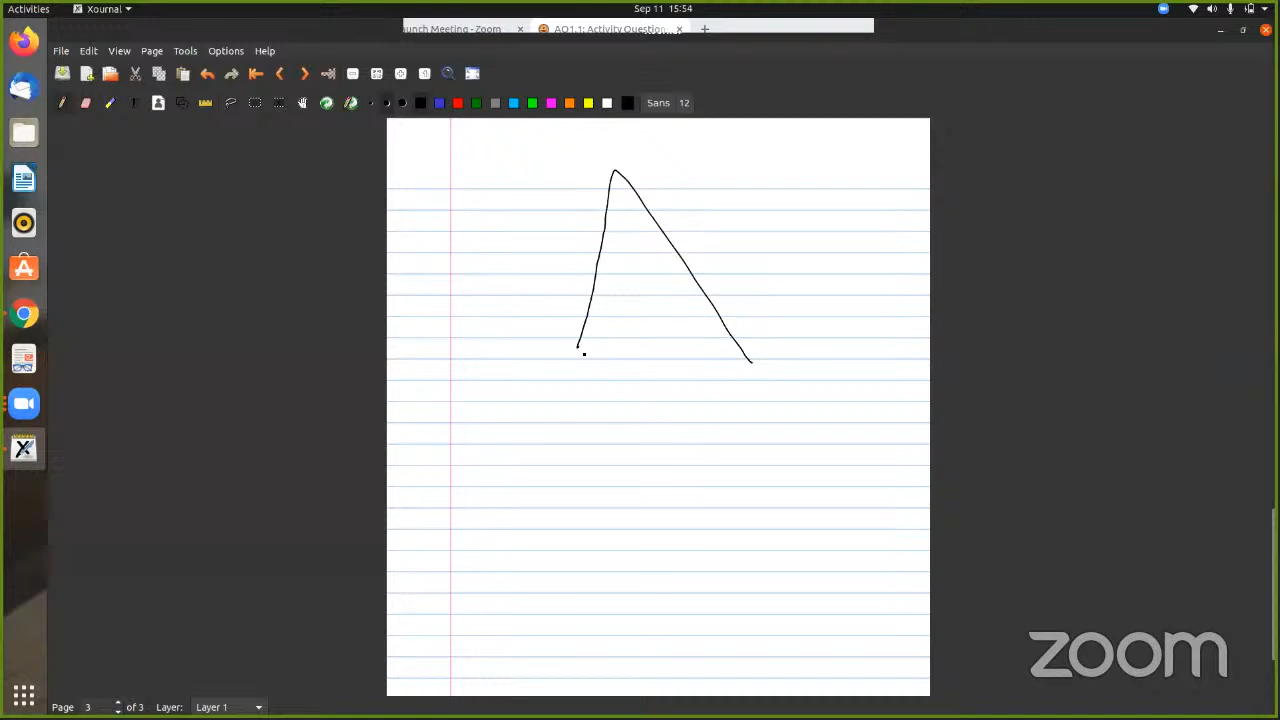 Activities Xournal Sep 11 15:54
unch Meeting - Zoom × AQ1.1: Activity Question... × +
File Edit View Page Tools Options Help
Sans 12
zoom
Page 3 of 3 Layer: Layer 1